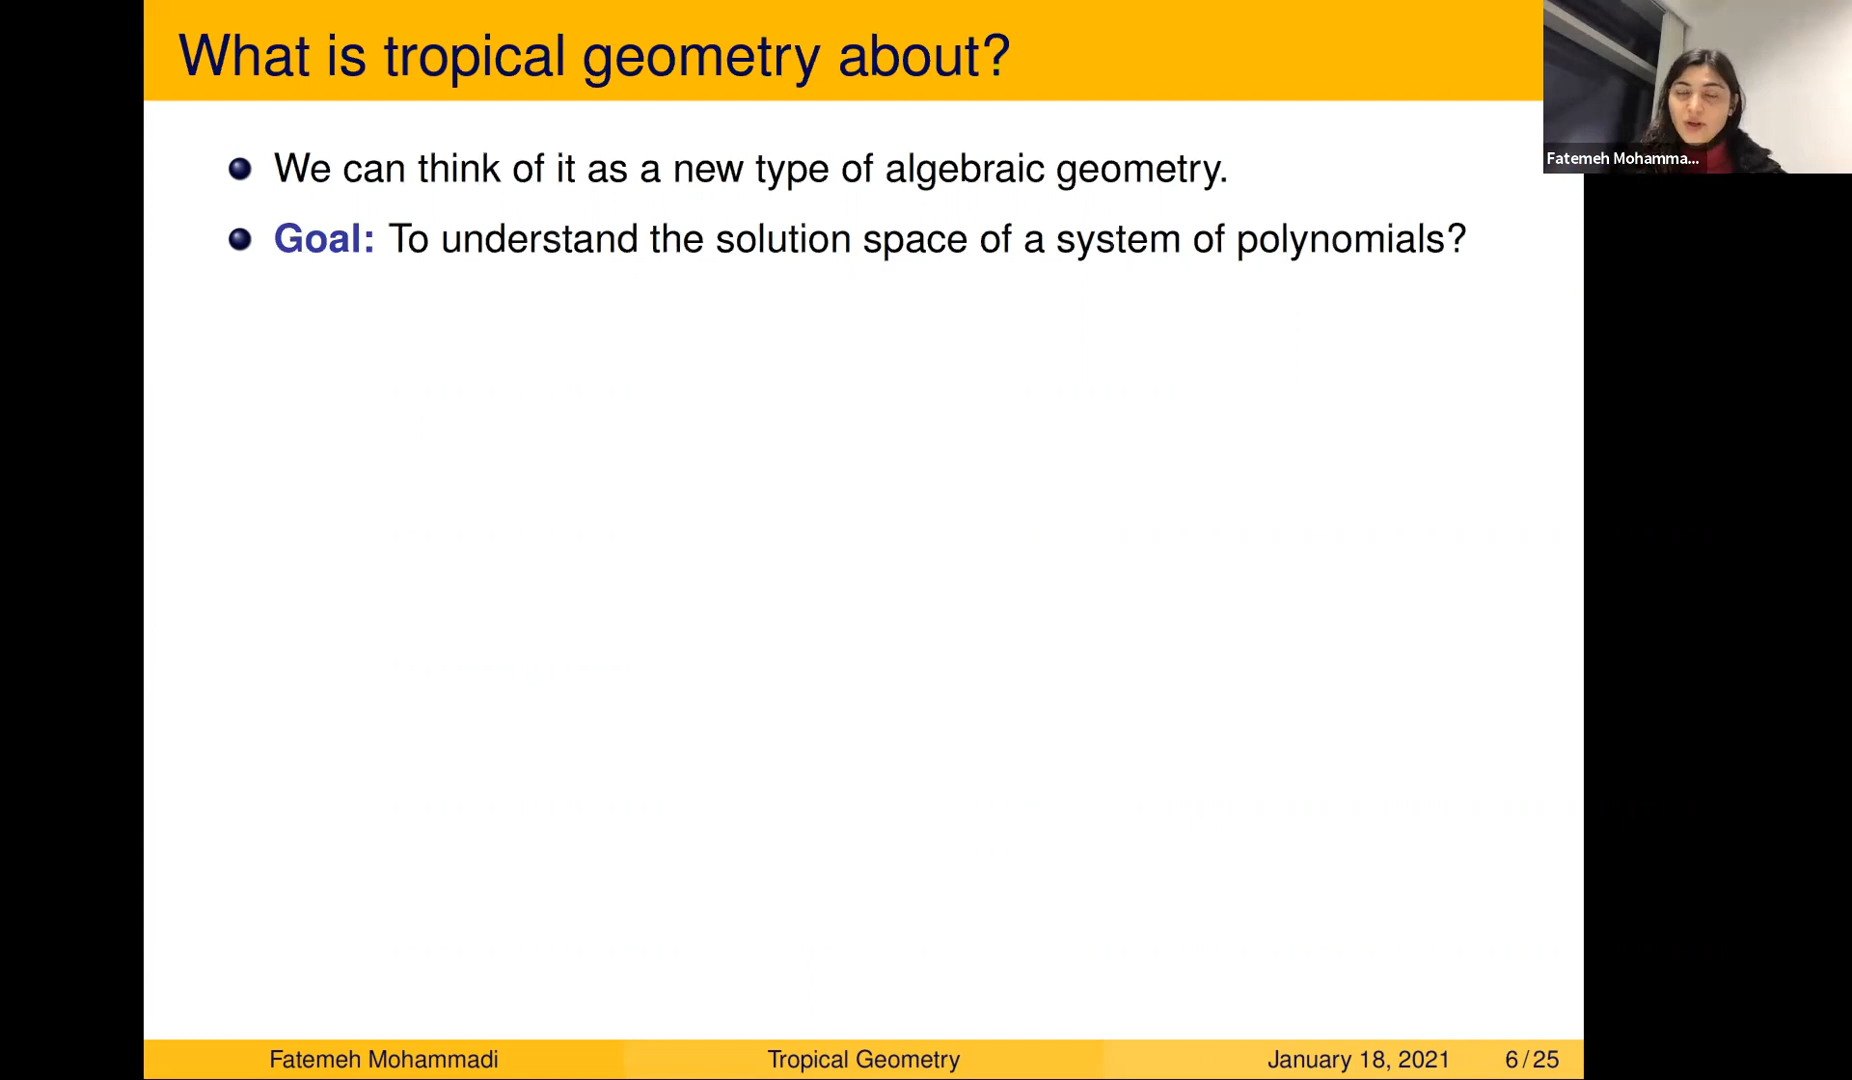 What is tropical geometry about?
We can think of it as a new type of algebraic geometry.
Goal: To understand the solution space of a system of polynomials?
Fatemeh Mohamma...
Fatemeh Mohammadi
Tropical Geometry
January 18, 2021
6/25